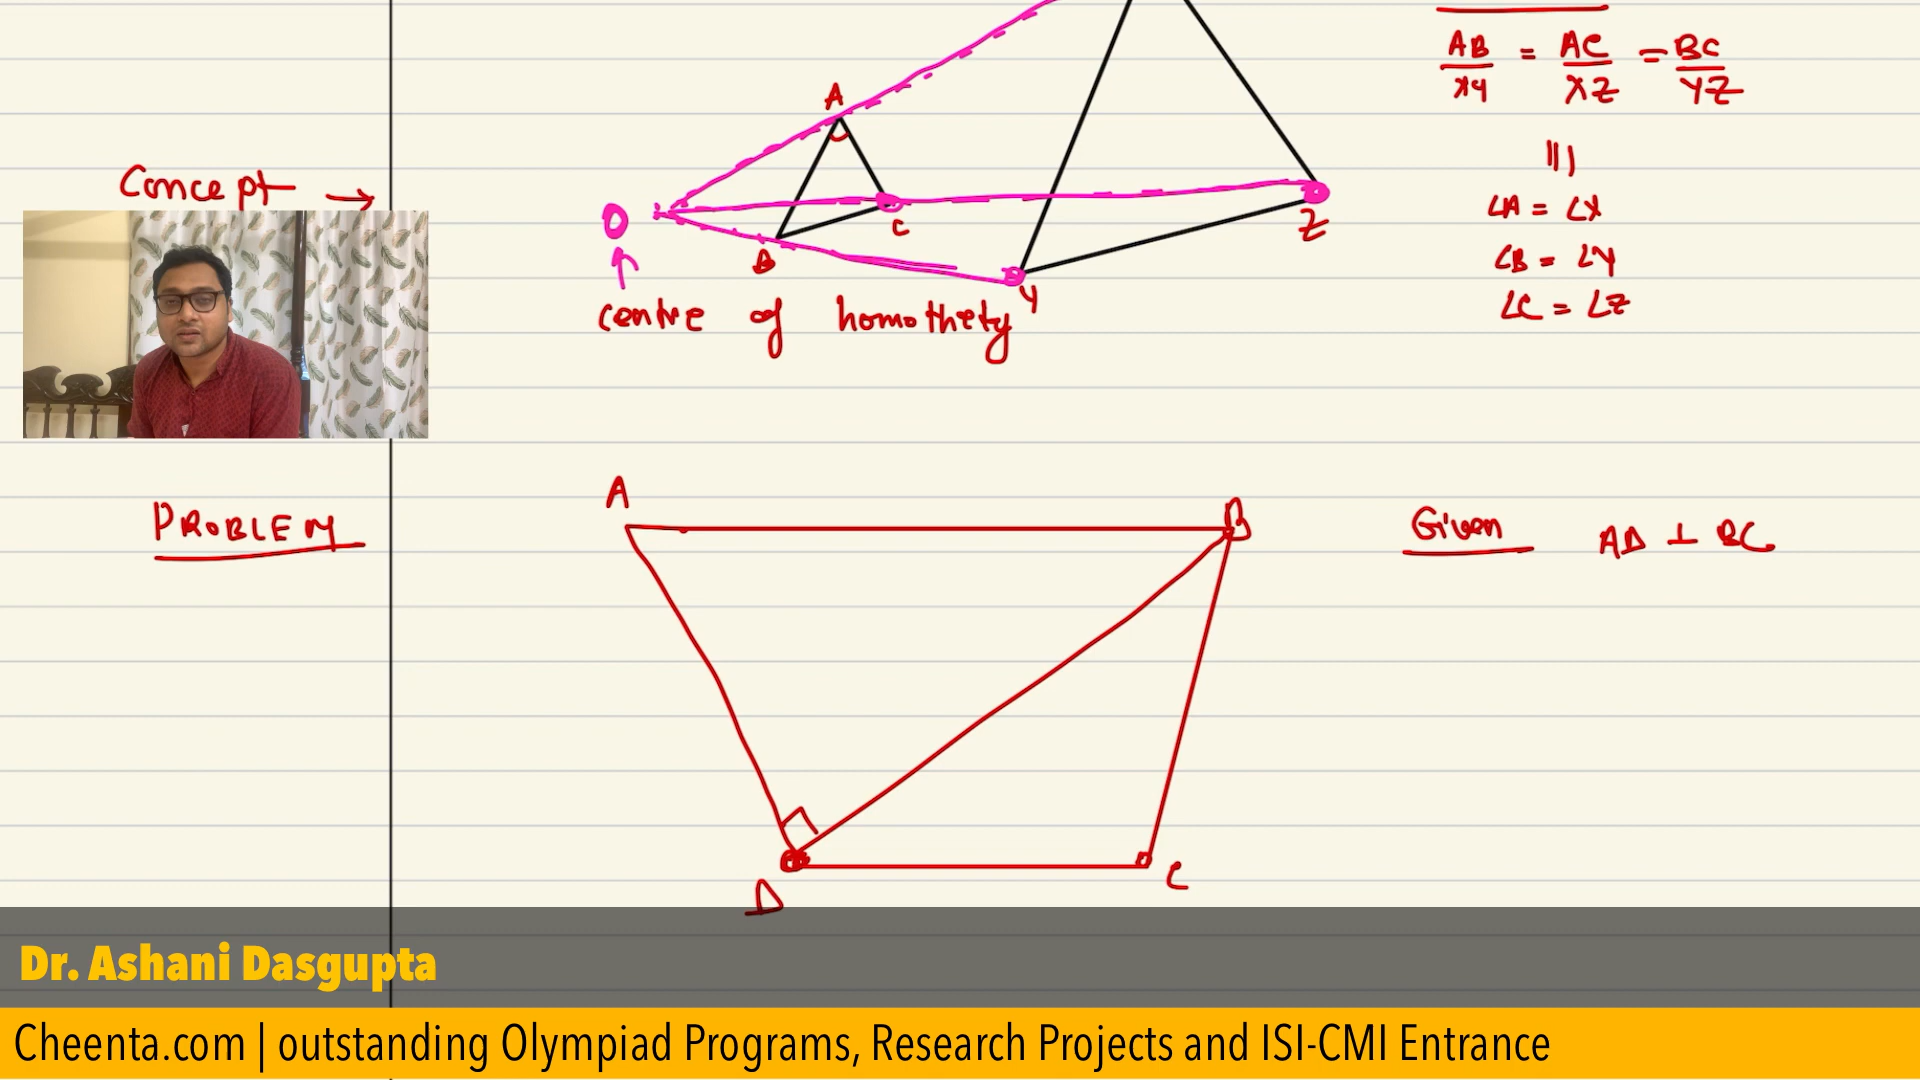 AB/XY = AC/XZ = BC/YZ
A
|||
Concept →
∠A = ∠X
O
C
Z
∠B = ∠Y
B
Y
∠C = ∠Z
centre of homothety
A
B
PROBLEM
Given AD ⊥ BC
C
D
Dr. Ashani Dasgupta
Cheenta.com | outstanding Olympiad Programs, Research Projects and ISI-CMI Entrance